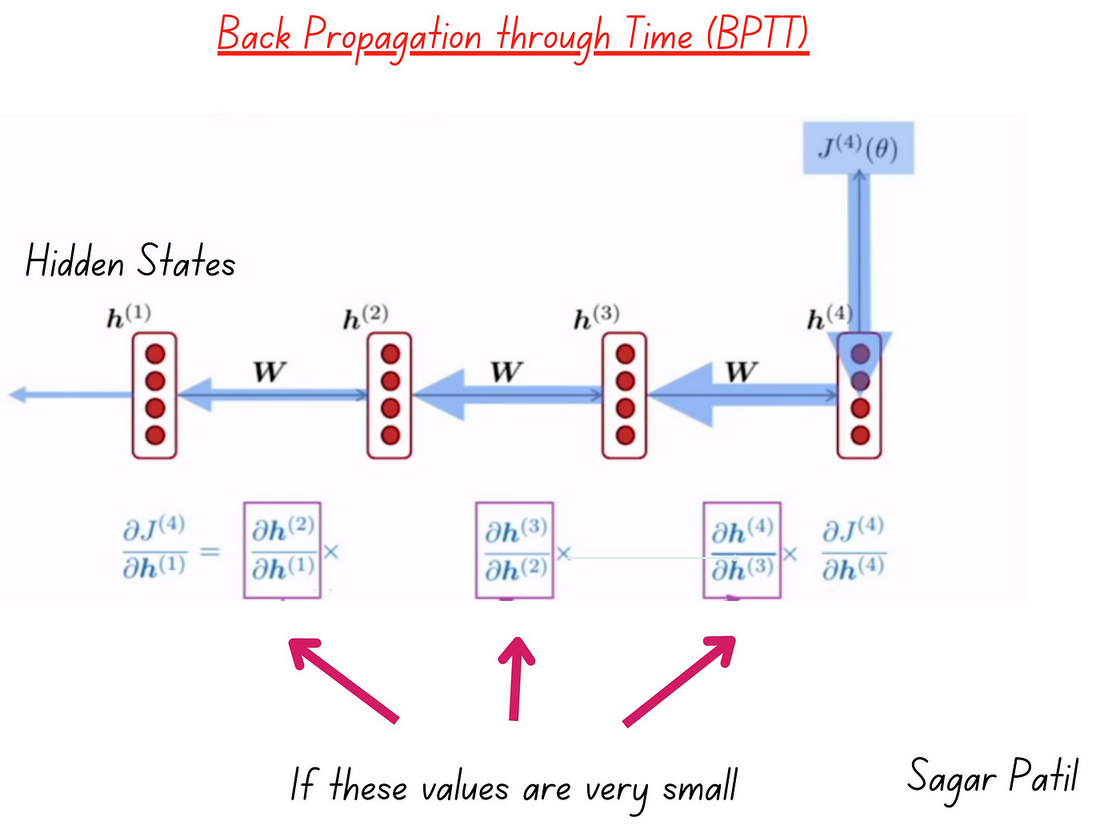 Back Propagation through Time (BPTT)
J^{(4)}(θ)
Hidden States
h^{(1)} h^{(2)} h^{(3)} h^{(4)}
W W W
∂J^{(4)}/∂h^{(1)} = ∂h^{(2)}/∂h^{(1)} × ∂h^{(3)}/∂h^{(2)} × ∂h^{(4)}/∂h^{(3)} × ∂J^{(4)}/∂h^{(4)}
If these values are very small
Sagar Patil